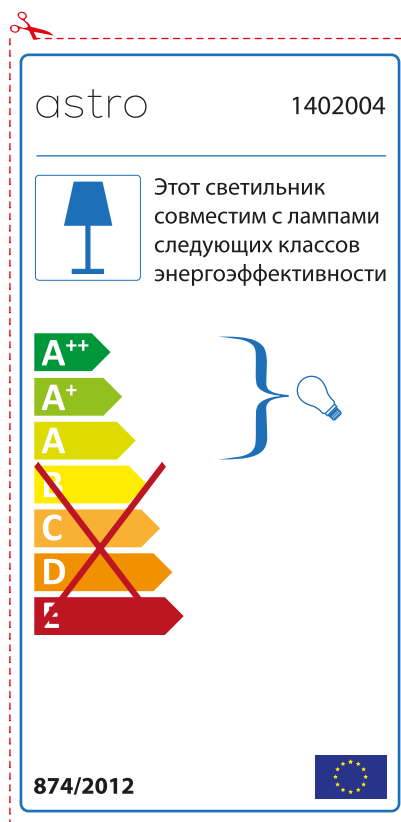 astro
1402004
Этот светильник
совместим с лампами
следующих классов
энергоэффективности
A++
A+
A
B
C
D
E
874/2012